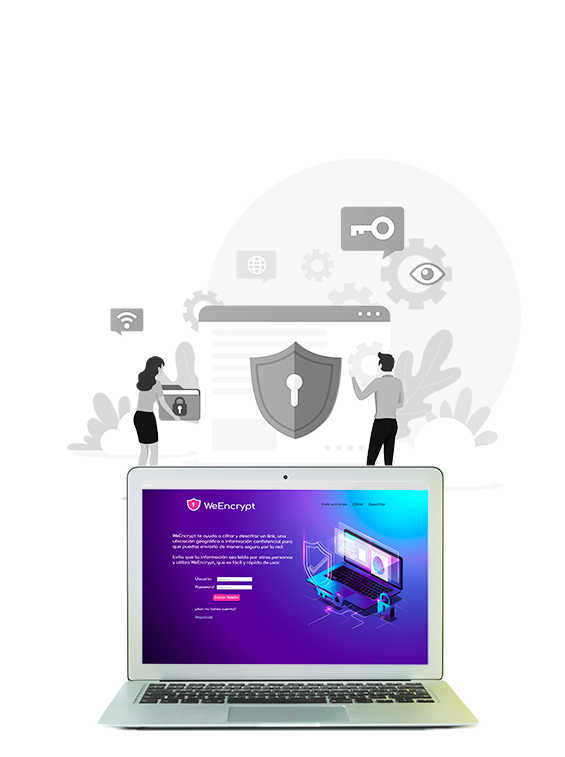 WeEncrypt
Instrucciones Cifrar Descifrar
WeEncrypt te ayuda a cifrar y descifrar un link, una
ubicación geográfica o información confidencial para
que puedas enviarla de manera segura por la red.
Evita que tu información sea leída por otras personas
y utiliza WeEncrypt, que es fácil y rápido de usar.
Usuario
Password
Iniciar Sesión
¿Aún no tienes cuenta?
Regístrate